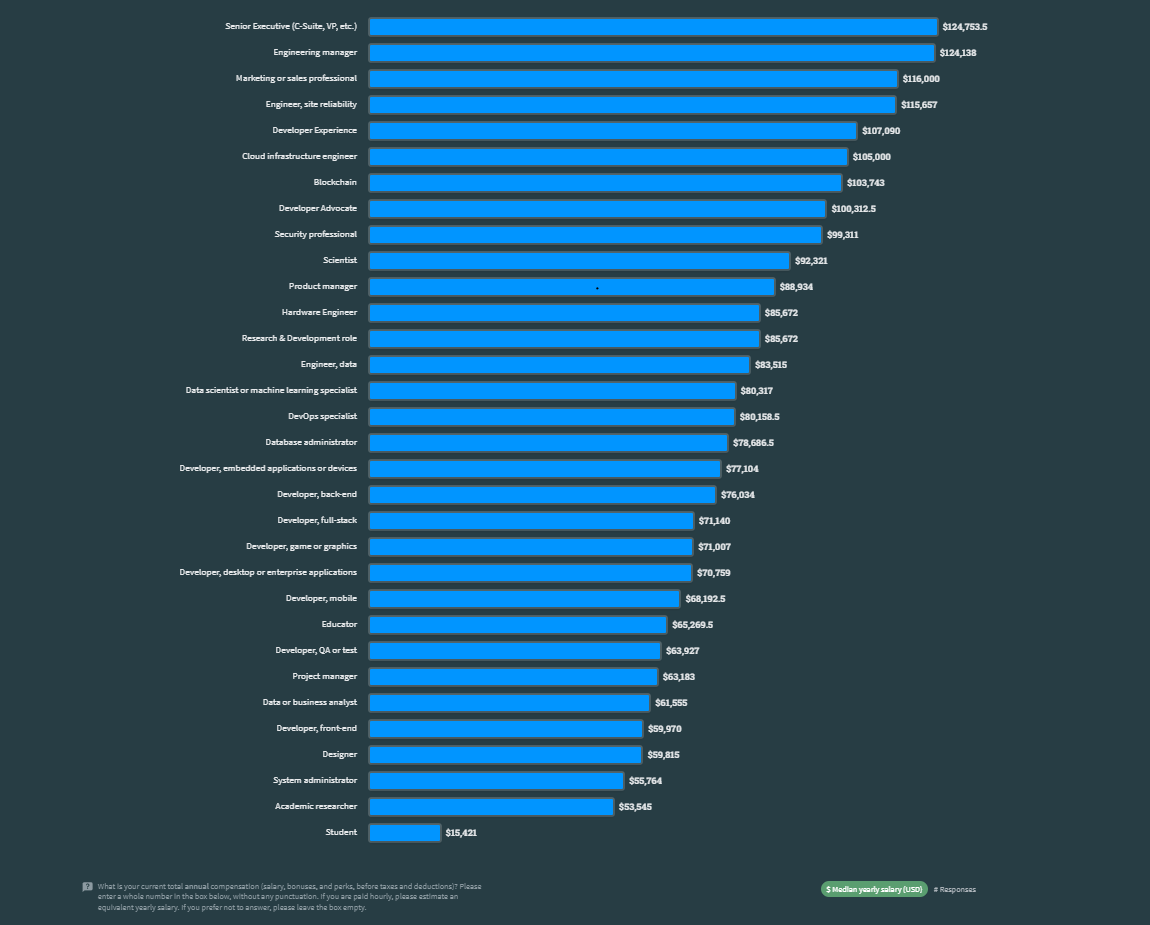 Senior Executive (C-Suite, VP, etc.) $124,753.5
Engineering manager $124,138
Marketing or sales professional $116,000
Engineer, site reliability $115,657
Developer Experience $107,090
Cloud infrastructure engineer $105,000
Blockchain $103,743
Developer Advocate $100,312.5
Security professional $99,311
Scientist $92,321
Product manager $88,934
Hardware Engineer $85,672
Research & Development role $85,672
Engineer, data $83,515
Data scientist or machine learning specialist $80,317
DevOps specialist $80,158.5
Database administrator $78,686.5
Developer, embedded applications or devices $77,104
Developer, back-end $76,034
Developer, full-stack $71,140
Developer, game or graphics $71,007
Developer, desktop or enterprise applications $70,759
Developer, mobile $68,192.5
Educator $65,269.5
Developer, QA or test $63,927
Project manager $63,183
Data or business analyst $61,555
Developer, front-end $59,970
Designer $59,815
System administrator $55,764
Academic researcher $53,545
Student $15,421
What is your current total annual compensation (salary, bonuses, and perks, before taxes and deductions)? Please
enter a whole number in the box below, without any punctuation. If you are paid hourly, please estimate an
equivalent yearly salary. If you prefer not to answer, please leave the box empty.
$ Median yearly salary (USD) # Responses